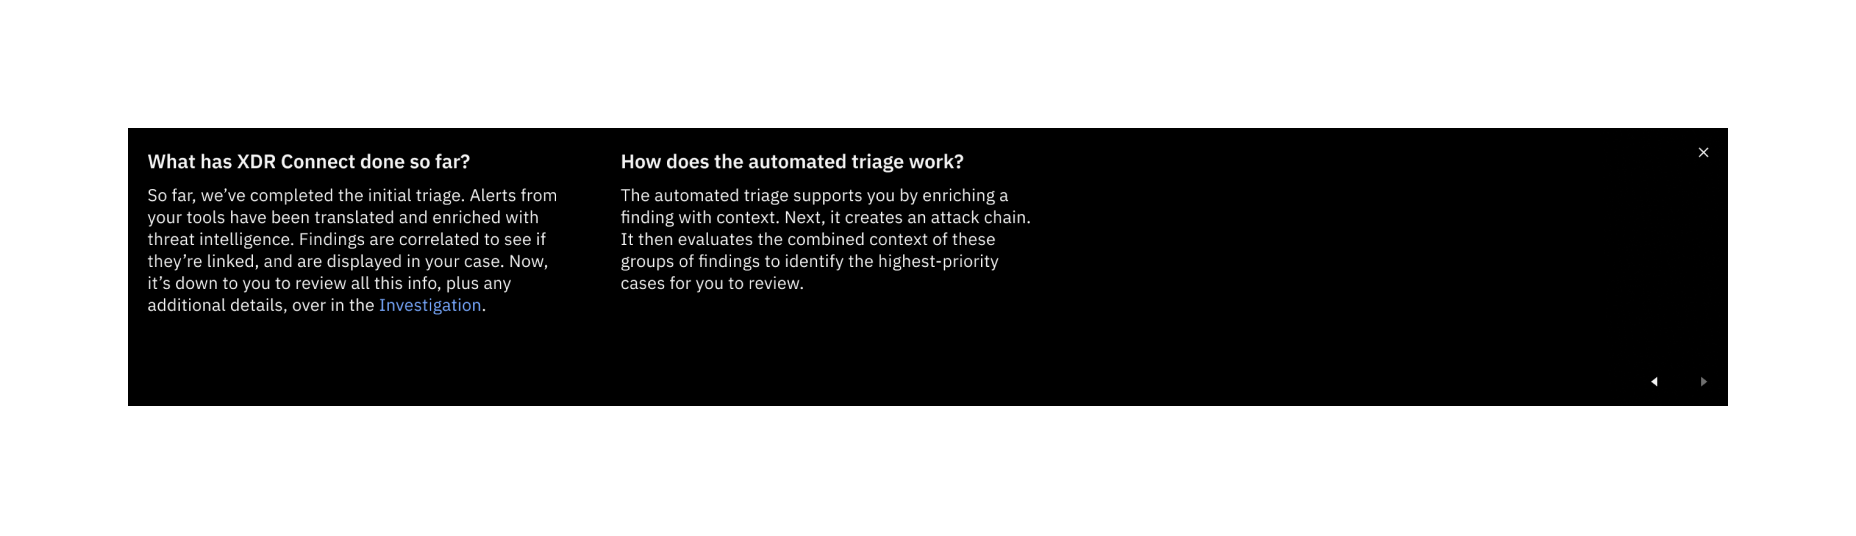 What has XDR Connect done so far?
So far, we’ve completed the initial triage. Alerts from
your tools have been translated and enriched with
threat intelligence. Findings are correlated to see if
they’re linked, and are displayed in your case. Now,
it’s down to you to review all this info, plus any
additional details, over in the Investigation.
How does the automated triage work?
The automated triage supports you by enriching a
finding with context. Next, it creates an attack chain.
It then evaluates the combined context of these
groups of findings to identify the highest-priority
cases for you to review.